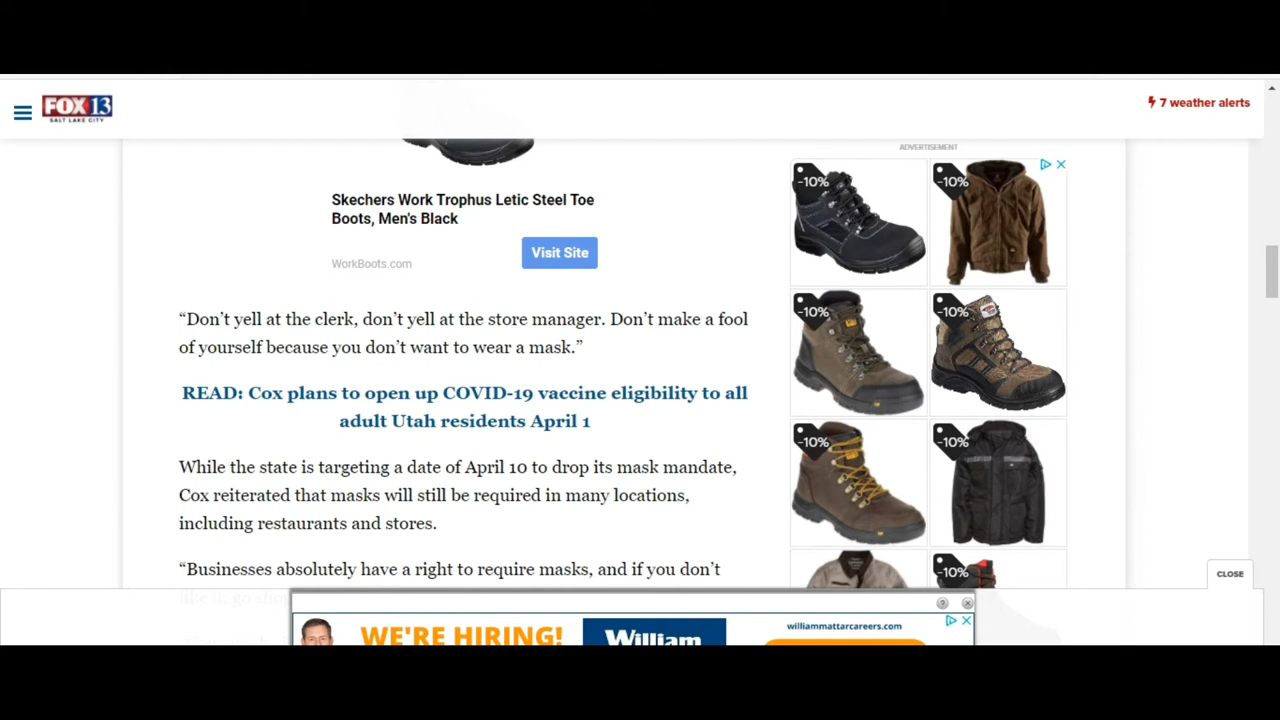 FOX 13
SALT LAKE CITY
7 weather alerts
ADVERTISEMENT
Skechers Work Trophus Letic Steel Toe
Boots, Men's Black
Visit Site
WorkBoots.com
-10%
-10%
-10%
-10%
-10%
-10%
-10%
“Don’t yell at the clerk, don’t yell at the store manager. Don’t make a fool
of yourself because you don’t want to wear a mask.”
READ: Cox plans to open up COVID-19 vaccine eligibility to all
adult Utah residents April 1
While the state is targeting a date of April 10 to drop its mask mandate,
Cox reiterated that masks will still be required in many locations,
including restaurants and stores.
“Businesses absolutely have a right to require masks, and if you don’t
CLOSE
WE'RE HIRING!
William
williammattarcareers.com